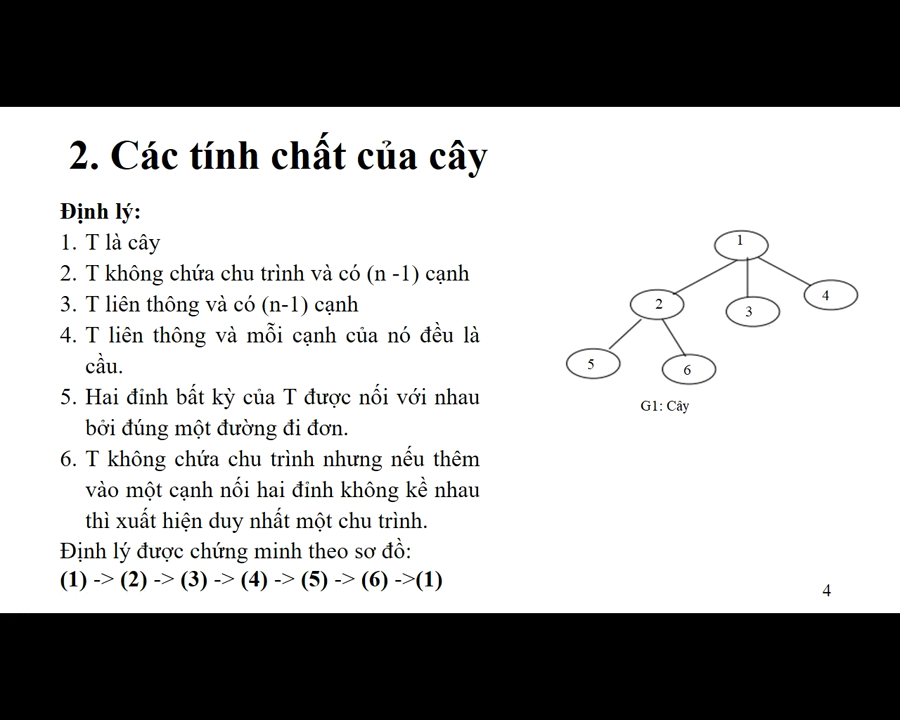 2. Các tính chất của cây
Định lý:
1. T là cây
2. T không chứa chu trình và có (n -1) cạnh
3. T liên thông và có (n-1) cạnh
4. T liên thông và mỗi cạnh của nó đều là
cầu.
5. Hai đỉnh bất kỳ của T được nối với nhau
bởi đúng một đường đi đơn.
6. T không chứa chu trình nhưng nếu thêm
vào một cạnh nối hai đỉnh không kề nhau
thì xuất hiện duy nhất một chu trình.
Định lý được chứng minh theo sơ đồ:
(1) -> (2) -> (3) -> (4) -> (5) -> (6) ->(1)
1
2
3
4
5
6
G1: Cây
4